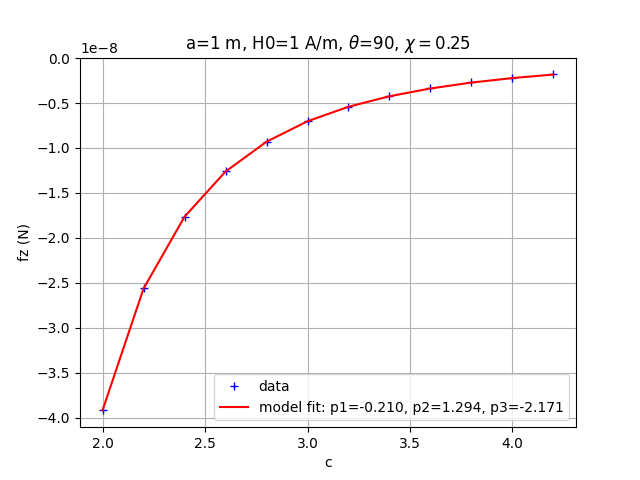 a=1 m, H0=1 A/m, θ=90, χ = 0.25
1e−8
0.0
−0.5
−1.0
−1.5
−2.0
−2.5
−3.0
−3.5
−4.0
fz (N)
data
model fit: p1=-0.210, p2=1.294, p3=-2.171
2.0 2.5 3.0 3.5 4.0
c